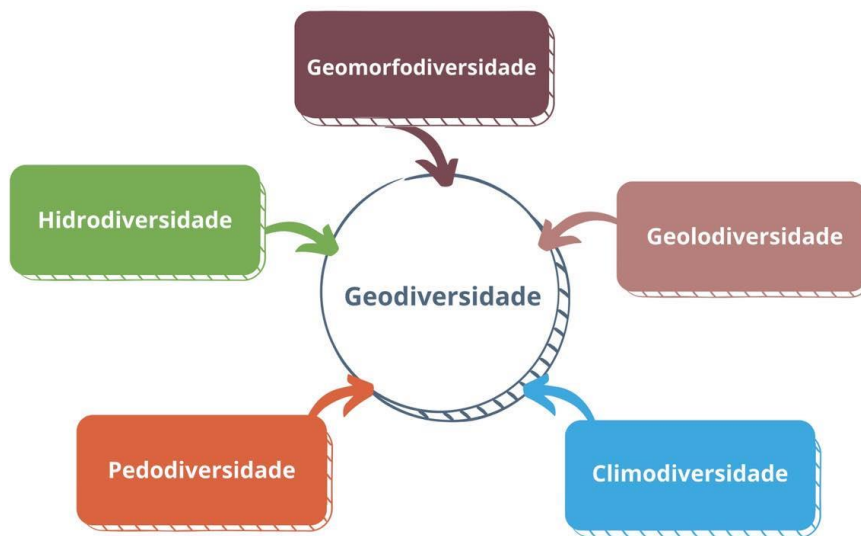 Geomorfodiversidade
Hidrodiversidade
Geolodiversidade
Geodiversidade
Pedodiversidade
Climodiversidade